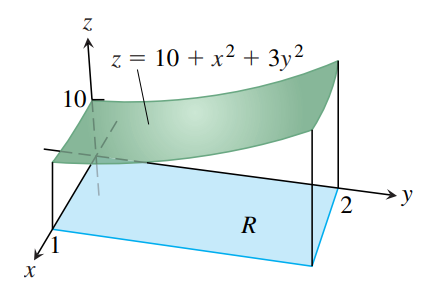 z
z = 10 + x² + 3y²
10
y
2
R
1
x